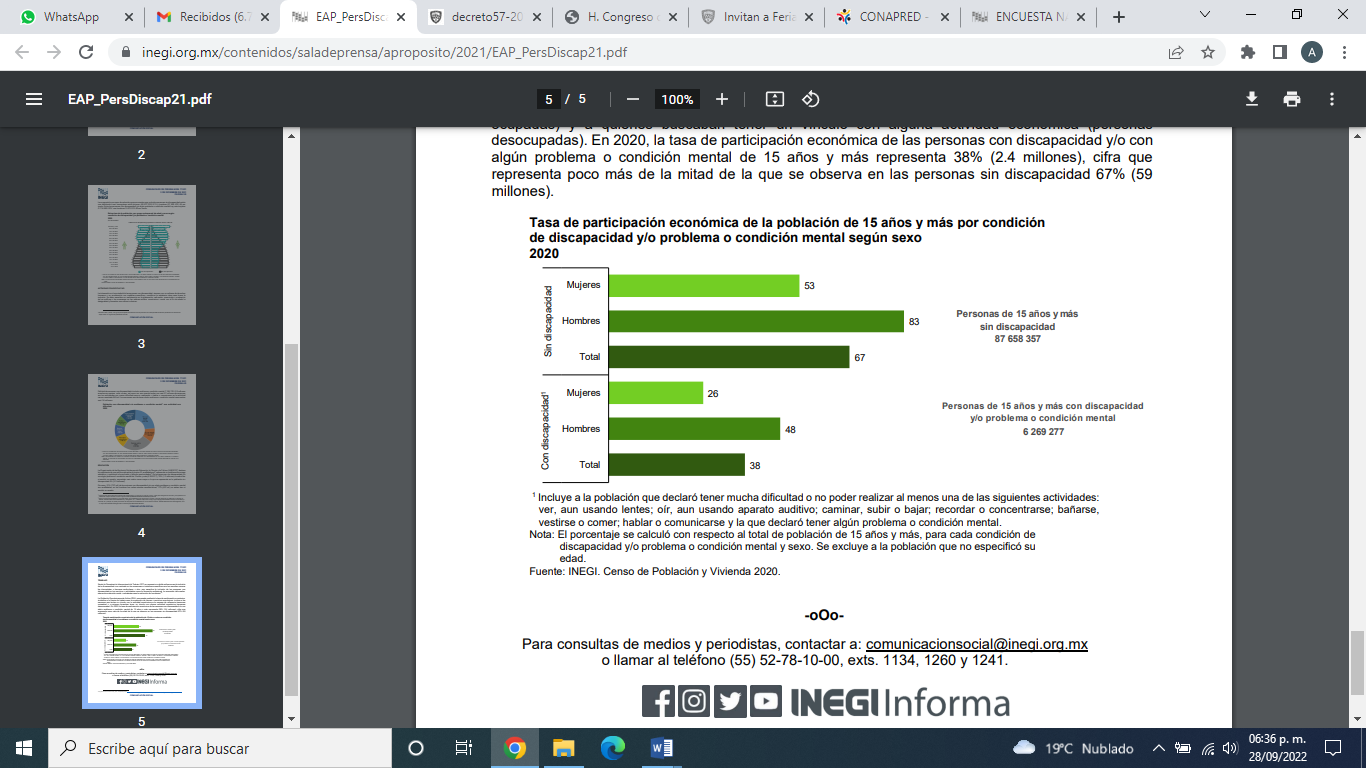 WhatsApp
Recibidos (6.7
EAP_PersDisca
decreto57-20
H. Congreso
Invitan a Feria
CONAPRED -
ENCUESTA N
inegi.org.mx/contenidos/saladeprensa/aproposito/2021/EAP_PersDiscap21.pdf
A
EAP_PersDiscap21.pdf
5 / 5
100%
2
3
4
5
desocupadas). En 2020, la tasa de participación económica de las personas con discapacidad y/o con
algún problema o condición mental de 15 años y más representa 38% (2.4 millones), cifra que
representa poco más de la mitad de la que se observa en las personas sin discapacidad 67% (59
millones).
Tasa de participación económica de la población de 15 años y más por condición
de discapacidad y/o problema o condición mental según sexo
2020
Sin discapacidad
Mujeres
53
Hombres
83
Total
67
Personas de 15 años y más
sin discapacidad
87 658 357
Con discapacidad¹
Mujeres
26
Hombres
48
Total
38
Personas de 15 años y más con discapacidad
y/o problema o condición mental
6 269 277
¹ Incluye a la población que declaró tener mucha dificultad o no poder realizar al menos una de las siguientes actividades:
ver, aun usando lentes; oír, aun usando aparato auditivo; caminar, subir o bajar; recordar o concentrarse; bañarse,
vestirse o comer; hablar o comunicarse y la que declaró tener algún problema o condición mental.
Nota: El porcentaje se calculó con respecto al total de población de 15 años y más, para cada condición de
discapacidad y/o problema o condición mental y sexo. Se excluye a la población que no especificó su
edad.
Fuente: INEGI. Censo de Población y Vivienda 2020.
-oOo-
Para consultas de medios y periodistas, contactar a: comunicacionsocial@inegi.org.mx
o llamar al teléfono (55) 52-78-10-00, exts. 1134, 1260 y 1241.
INEGI Informa
Escribe aquí para buscar
19°C Nublado
06:36 p. m.
28/09/2022